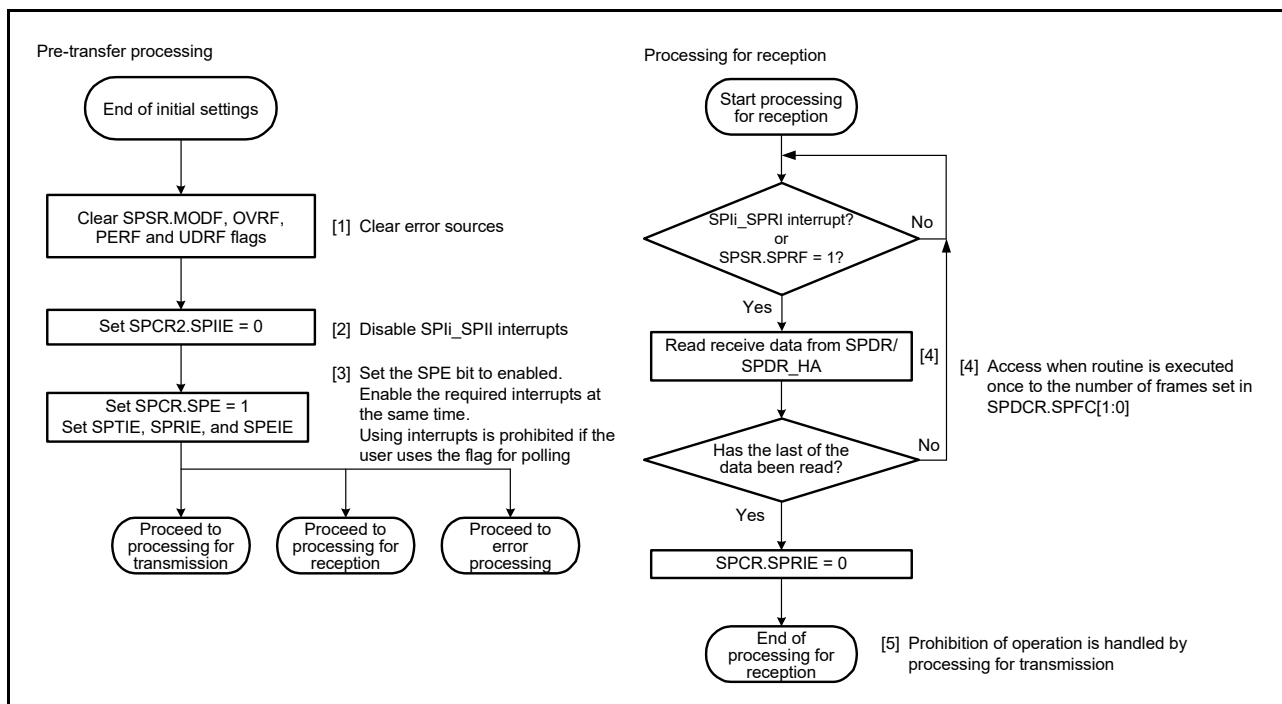 Pre-transfer processing
End of initial settings
Clear SPSR.MODF, OVRF,
PERF and UDRF flags
[1] Clear error sources
Set SPCR2.SPIIE = 0
[2] Disable SPIi_SPII interrupts
Set SPCR.SPE = 1
Set SPTIE, SPRIE, and SPEIE
[3] Set the SPE bit to enabled.
Enable the required interrupts at
the same time.
Using interrupts is prohibited if the
user uses the flag for polling
Proceed to
processing for
transmission
Proceed to
processing for
reception
Proceed to
error
processing
Processing for reception
Start processing
for reception
SPIi_SPRI interrupt?
or
SPSR.SPRF = 1?
No
Yes
Read receive data from SPDR/
SPDR_HA
[4]
[4] Access when routine is executed
once to the number of frames set in
SPDCR.SPFC[1:0]
Has the last of the
data been read?
No
Yes
SPCR.SPRIE = 0
End of
processing for
reception
[5] Prohibition of operation is handled by
processing for transmission